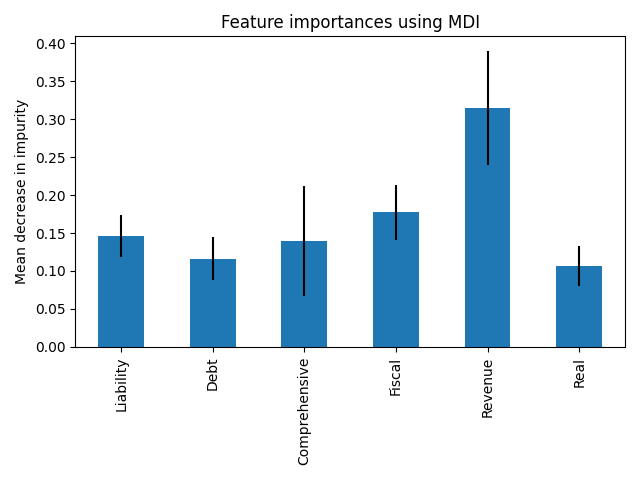 Feature importances using MDI
Mean decrease in impurity
0.40
0.35
0.30
0.25
0.20
0.15
0.10
0.05
0.00
Liability
Debt
Comprehensive
Fiscal
Revenue
Real